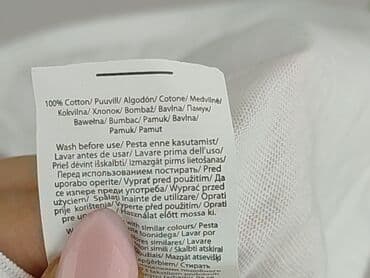 100% Cotton/ Puuvill/ Algodón/ Cotone/ Medvilnė/
Kokvilna/ Хлопок/ Bombaž/ Bavlna/ Памук/
Bawełna/ Bumbac/ Pamuk/ Bavlna/
Pamuk/ Pamut
Wash before use/ Pesta enne kasutamist/
Lavar antes de usar/ Lavare prima dell'uso/
Prieš dėvint išskalbti/ Izmazgāt pirms lietošanas/
Перед использованием постирать/ Pred
uporabo operite/ Vyprať pred použitím/ Да
се изпере преди употреба/ Wyprać przed
użyciem/ Spălați înainte de utilizare/ Oprati
prije korištenja/ Vyperte před použitím/ Oprati
pre Használat előtt mossa ki.
with similar colours/ Pesta
toonidega/ Lavar por
Skalbti atskirai
Mazgāt atsevišķi
Стирать